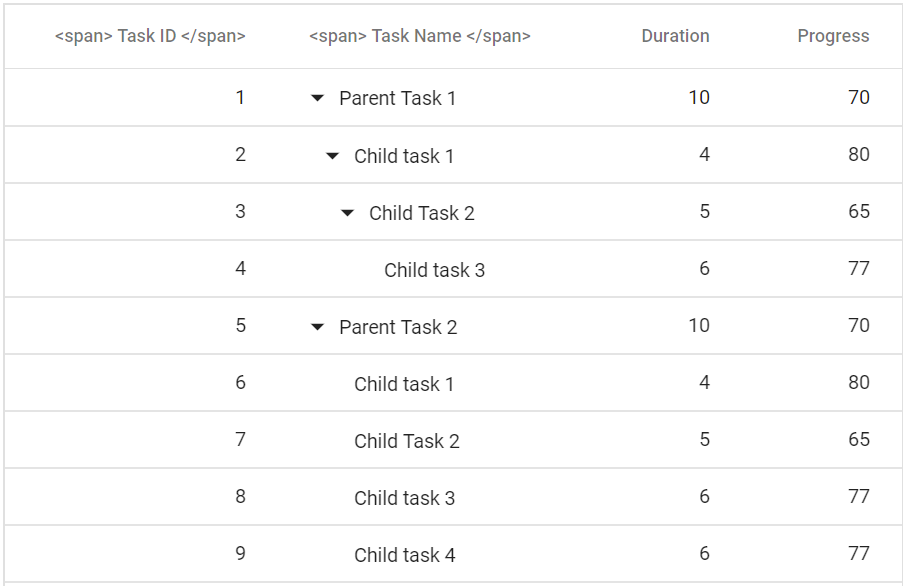 <span> Task ID </span> <span> Task Name </span> Duration Progress
1 Parent Task 1 10 70
2 Child task 1 4 80
3 Child Task 2 5 65
4 Child task 3 6 77
5 Parent Task 2 10 70
6 Child task 1 4 80
7 Child Task 2 5 65
8 Child task 3 6 77
9 Child task 4 6 77